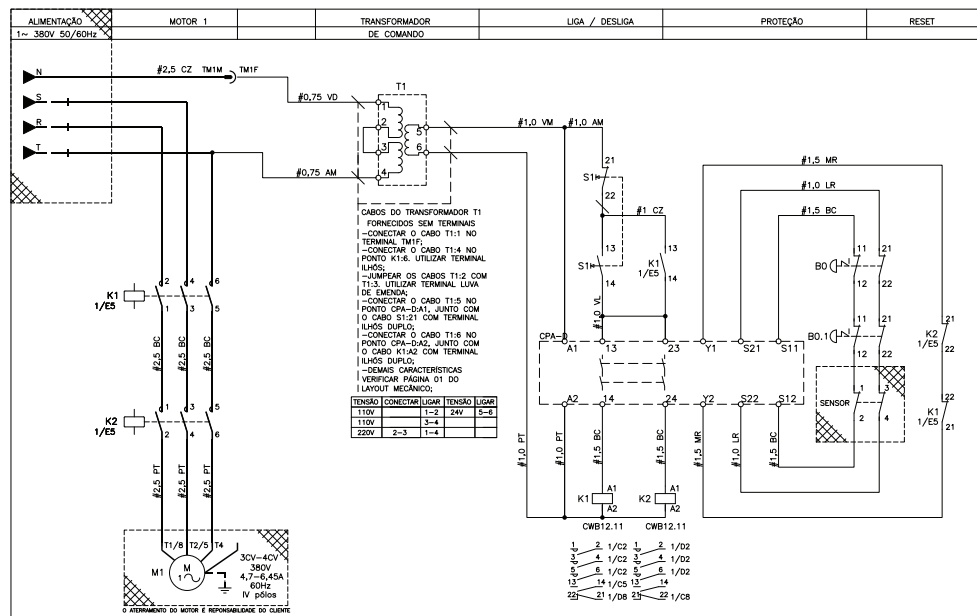 ALIMENTAÇÃO
1~ 380V 50/60Hz
MOTOR 1
TRANSFORMADOR
DE COMANDO
LIGA / DESLIGA
PROTEÇÃO
RESET
N
S
R
T
#2,5 CZ TM1M TM1F
#0,75 VD
#0,75 AM
T1
1
2
3
4
5
6
#1,0 VM
#1,0 AM
21
S1
22
#1 CZ
13
S1
14
13
K1
1/E5
14
#1,0 VL
#1,5 MR
#1,0 LR
#1,5 BC
11 21
B0
12 22
11 21
B0.1
12 22
21
K2
1/E5
22
1 3
SENSOR
2 4
22
K1
1/E5
21
CABOS DO TRANSFORMADOR T1
FORNECIDOS SEM TERMINAIS
-CONECTAR O CABO T1:1 NO
TERMINAL TM1F;
-CONECTAR O CABO T1:4 NO
PONTO K1:6. UTILIZAR TERMINAL
ILHÓS;
-JUMPEAR OS CABOS T1:2 COM
T1:3. UTILIZAR TERMINAL LUVA
DE EMENDA;
-CONECTAR O CABO T1:5 NO
PONTO CPA-D:A1, JUNTO COM
O CABO S1:21 COM TERMINAL
ILHÓS DUPLO;
-CONECTAR O CABO T1:6 NO
PONTO CPA-D:A2, JUNTO COM
O CABO K1:A2 COM TERMINAL
ILHÓS DUPLO;
-DEMAIS CARACTERÍSTICAS
VERIFICAR PÁGINA 01 DO
LAYOUT MECÂNICO;
TENSÃO CONECTAR LIGAR TENSÃO LIGAR
110V 1-2 24V 5-6
110V 3-4
220V 2-3 1-4
K1
1/E5
2 4 6
1 3 5
#2,5 BC #2,5 BC #2,5 BC
K2
1/E5
1 3 5
2 4 6
#2,5 PT #2,5 PT #2,5 PT
T1/8 T2/5 T4
M1
M
1
3CV-4CV
380V
4,7-6,45A
60Hz
IV pólos
O ATERRAMENTO DO MOTOR É REPONSABILIDADE DO CLIENTE
CPA-D
A1 13 23 Y1 S21 S11
A2 14 24 Y2 S22 S12
#1,0 PT #1,0 PT #1,5 BC #1,5 BC #1,5 MR #1,0 LR #1,5 BC
K1
A1
A2
K2
A1
A2
CWB12.11
CWB12.11
1 2 1/C2 1 2 1/D2
3 4 1/C2 3 4 1/D2
5 6 1/C2 5 6 1/D2
13 14 1/C5 13 14
22 21 1/D8 21 22 1/C8